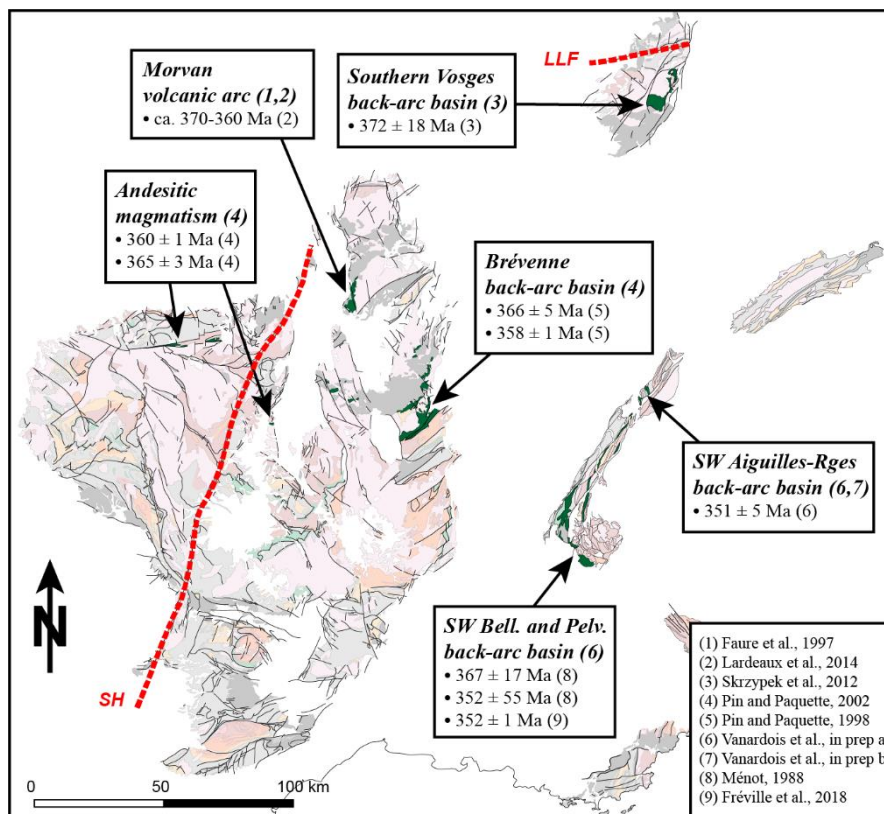 Morvan
volcanic arc (1,2)
• ca. 370-360 Ma (2)
Southern Vosges
back-arc basin (3)
• 372 ± 18 Ma (3)
LLF
Andesitic
magmatism (4)
• 360 ± 1 Ma (4)
• 365 ± 3 Ma (4)
Brévenne
back-arc basin (4)
• 366 ± 5 Ma (5)
• 358 ± 1 Ma (5)
SW Aiguilles-Rges
back-arc basin (6,7)
• 351 ± 5 Ma (6)
SW Bell. and Pelv.
back-arc basin (6)
• 367 ± 17 Ma (8)
• 352 ± 55 Ma (8)
• 352 ± 1 Ma (9)
N
SH
0 50 100 km
(1) Faure et al., 1997
(2) Lardeaux et al., 2014
(3) Skrzypek et al., 2012
(4) Pin and Paquette, 2002
(5) Pin and Paquette, 1998
(6) Vanardois et al., in prep a
(7) Vanardois et al., in prep b
(8) Ménot, 1988
(9) Fréville et al., 2018